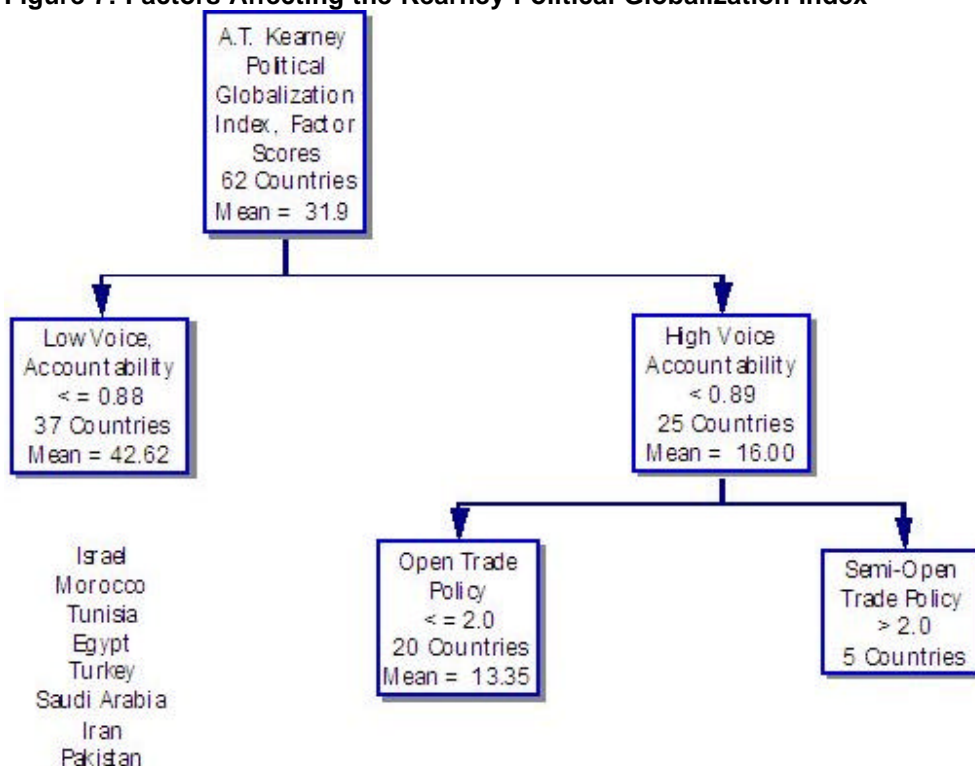 Figure 7: Factors Affecting the Kearney Political Globalization Index
A.T. Kearney
Political
Globalization
Index, Factor
Scores
62 Countries
Mean = 31.9
Low Voice,
Accountability
< = 0.88
37 Countries
Mean = 42.62
High Voice
Accountability
< 0.89
25 Countries
Mean = 16.00
Israel
Morocco
Tunisia
Egypt
Turkey
Saudi Arabia
Iran
Pakistan
Open Trade
Policy
< = 2.0
20 Countries
Mean = 13.35
Semi-Open
Trade Policy
> 2.0
5 Countries